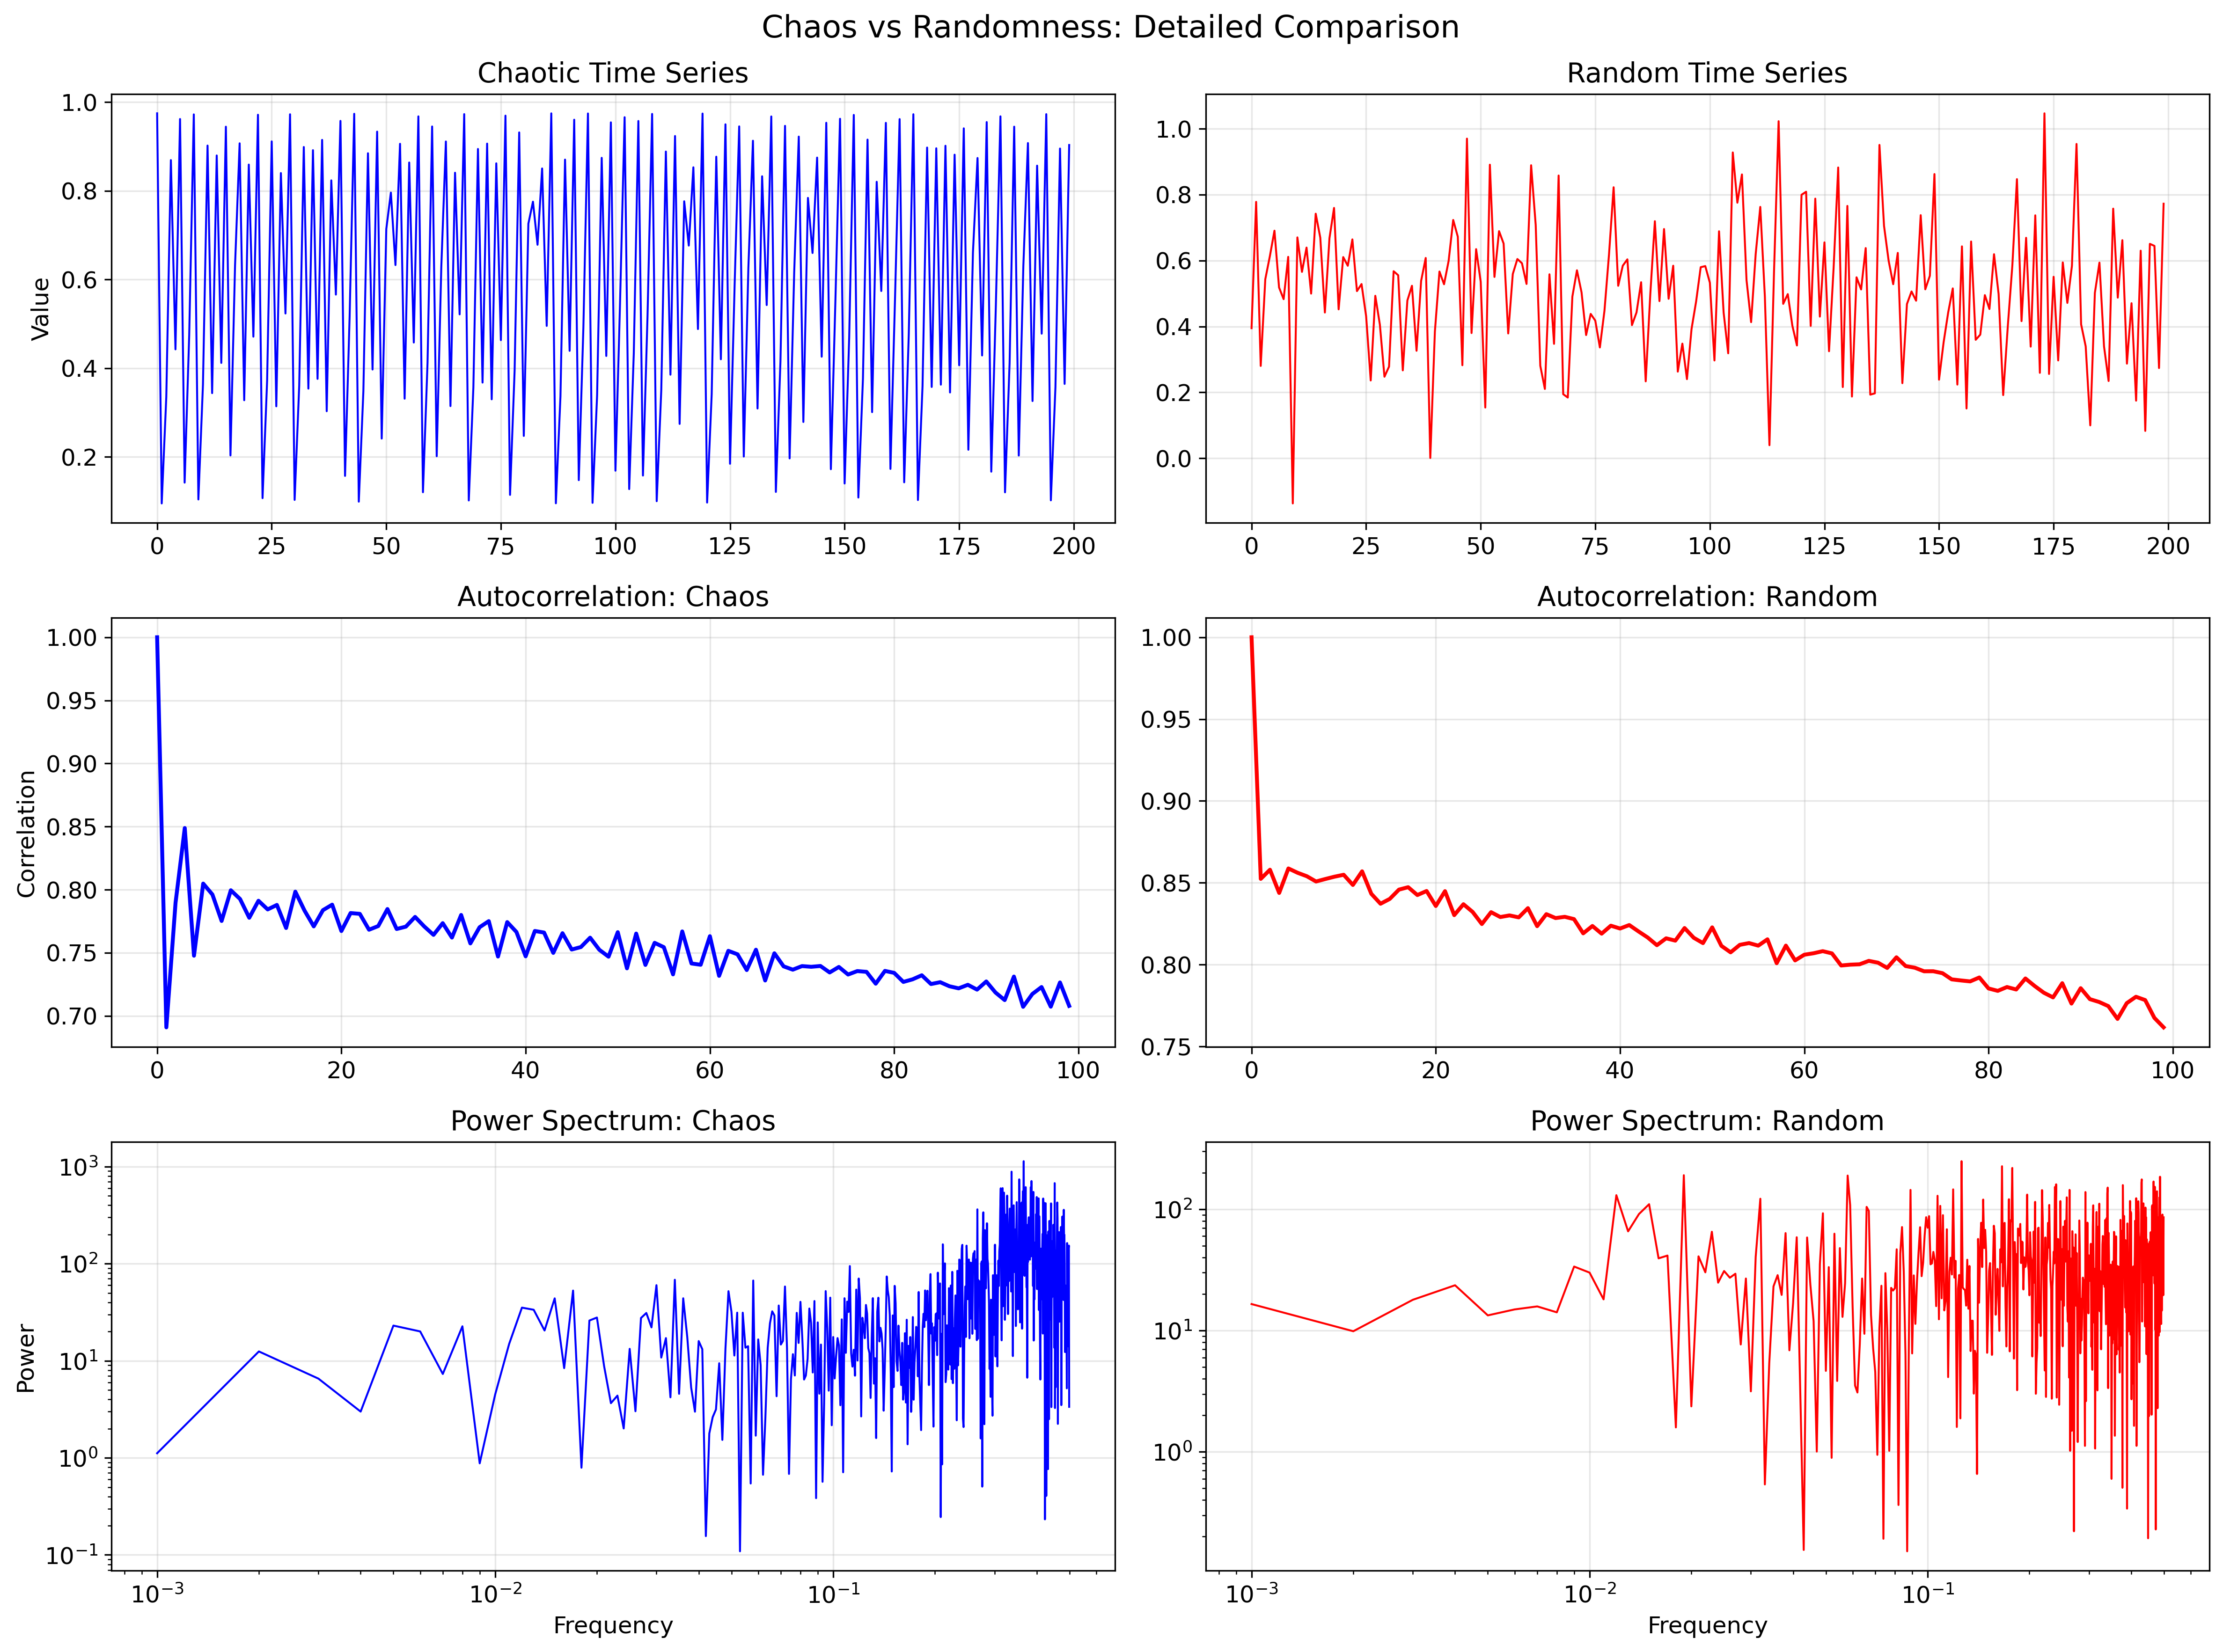 Chaos vs Randomness: Detailed Comparison
Chaotic Time Series
Value
1.0
0.8
0.6
0.4
0.2
0 25 50 75 100 125 150 175 200
Random Time Series
1.0
0.8
0.6
0.4
0.2
0.0
0 25 50 75 100 125 150 175 200
Autocorrelation: Chaos
Correlation
1.00
0.95
0.90
0.85
0.80
0.75
0.70
0 20 40 60 80 100
Autocorrelation: Random
1.00
0.95
0.90
0.85
0.80
0.75
0 20 40 60 80 100
Power Spectrum: Chaos
Power
10³
10²
10¹
10⁰
10⁻¹
10⁻³ 10⁻² 10⁻¹
Frequency
Power Spectrum: Random
10²
10¹
10⁰
10⁻³ 10⁻² 10⁻¹
Frequency